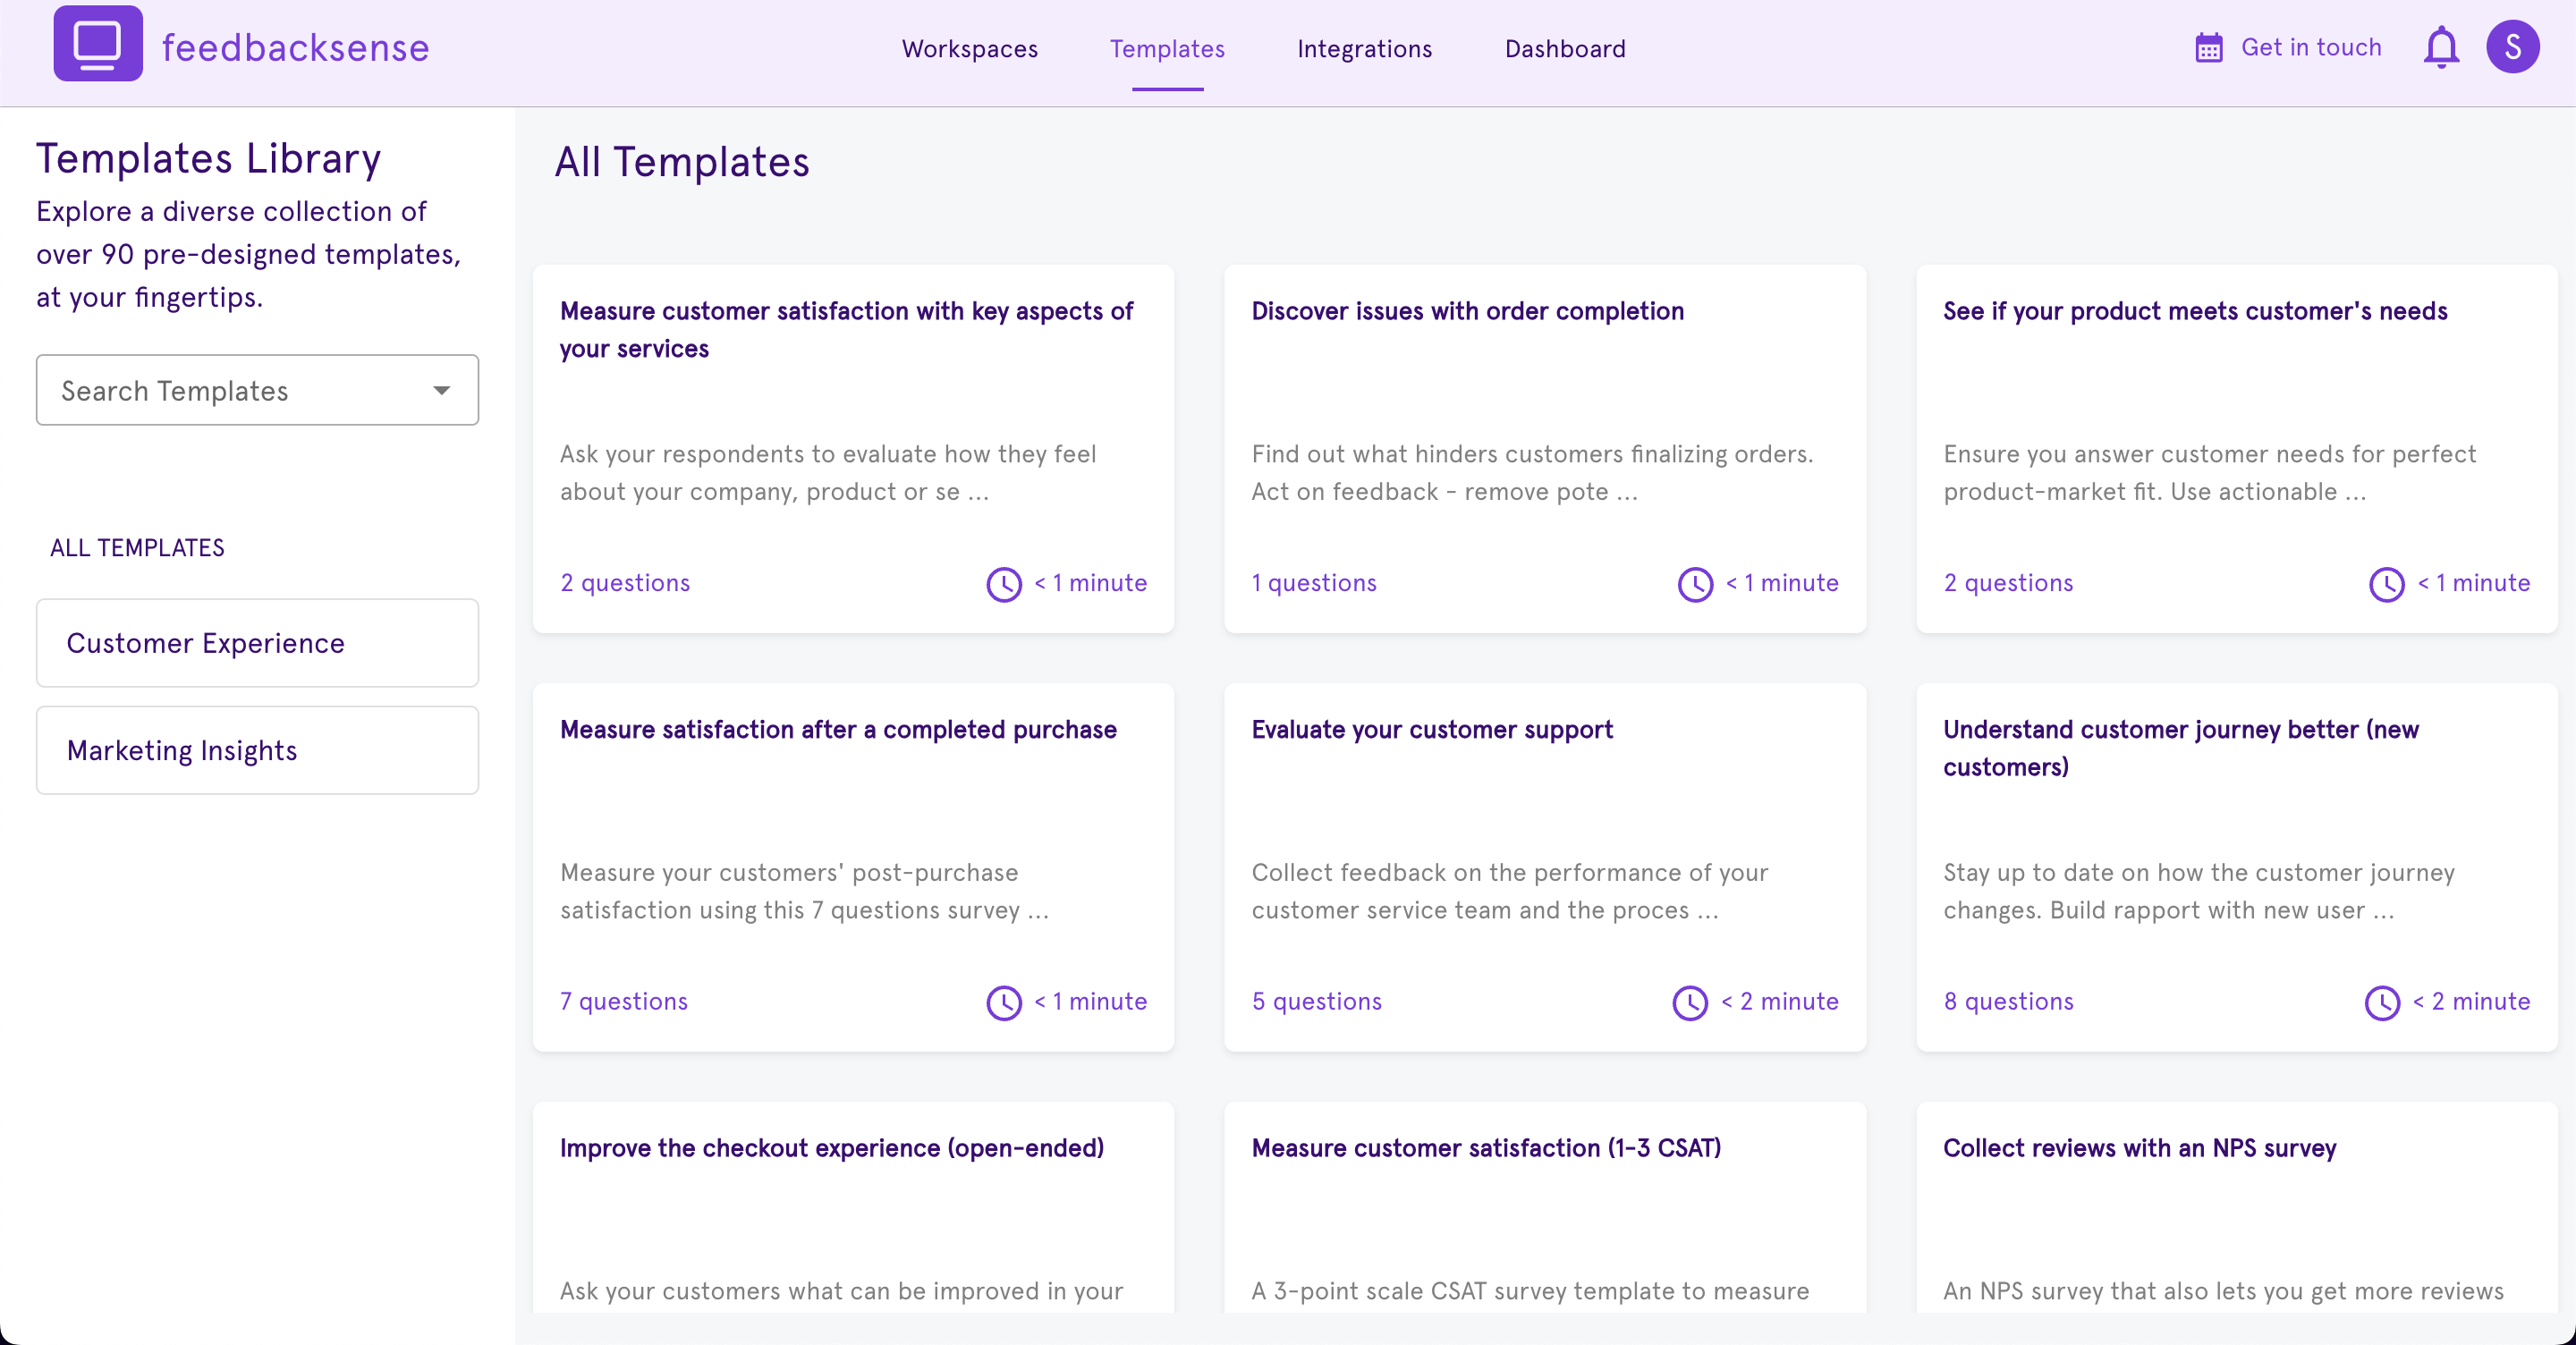 feedbacksense
Workspaces
Templates
Integrations
Dashboard
Get in touch
S
Templates Library
Explore a diverse collection of
over 90 pre-designed templates,
at your fingertips.
Search Templates
ALL TEMPLATES
Customer Experience
Marketing Insights
All Templates
Measure customer satisfaction with key aspects of
your services
Ask your respondents to evaluate how they feel
about your company, product or se ...
2 questions
< 1 minute
Discover issues with order completion
Find out what hinders customers finalizing orders.
Act on feedback - remove pote ...
1 questions
< 1 minute
See if your product meets customer's needs
Ensure you answer customer needs for perfect
product-market fit. Use actionable ...
2 questions
< 1 minute
Measure satisfaction after a completed purchase
Measure your customers' post-purchase
satisfaction using this 7 questions survey ...
7 questions
< 1 minute
Evaluate your customer support
Collect feedback on the performance of your
customer service team and the proces ...
5 questions
< 2 minute
Understand customer journey better (new
customers)
Stay up to date on how the customer journey
changes. Build rapport with new user ...
8 questions
< 2 minute
Improve the checkout experience (open-ended)
Ask your customers what can be improved in your
Measure customer satisfaction (1-3 CSAT)
A 3-point scale CSAT survey template to measure
Collect reviews with an NPS survey
An NPS survey that also lets you get more reviews